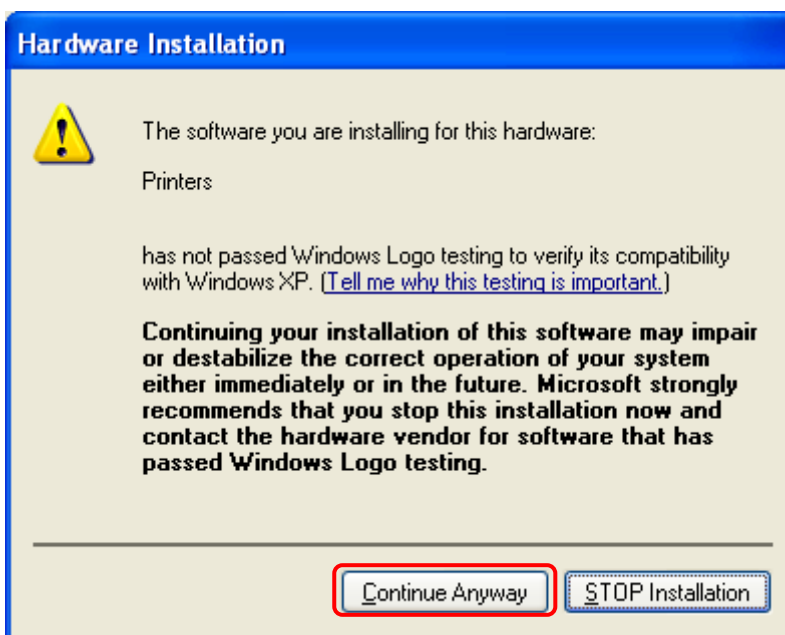 Hardware Installation
The software you are installing for this hardware:
Printers
has not passed Windows Logo testing to verify its compatibility
with Windows XP. (Tell me why this testing is important.)
Continuing your installation of this software may impair
or destabilize the correct operation of your system
either immediately or in the future. Microsoft strongly
recommends that you stop this installation now and
contact the hardware vendor for software that has
passed Windows Logo testing.
Continue Anyway STOP Installation